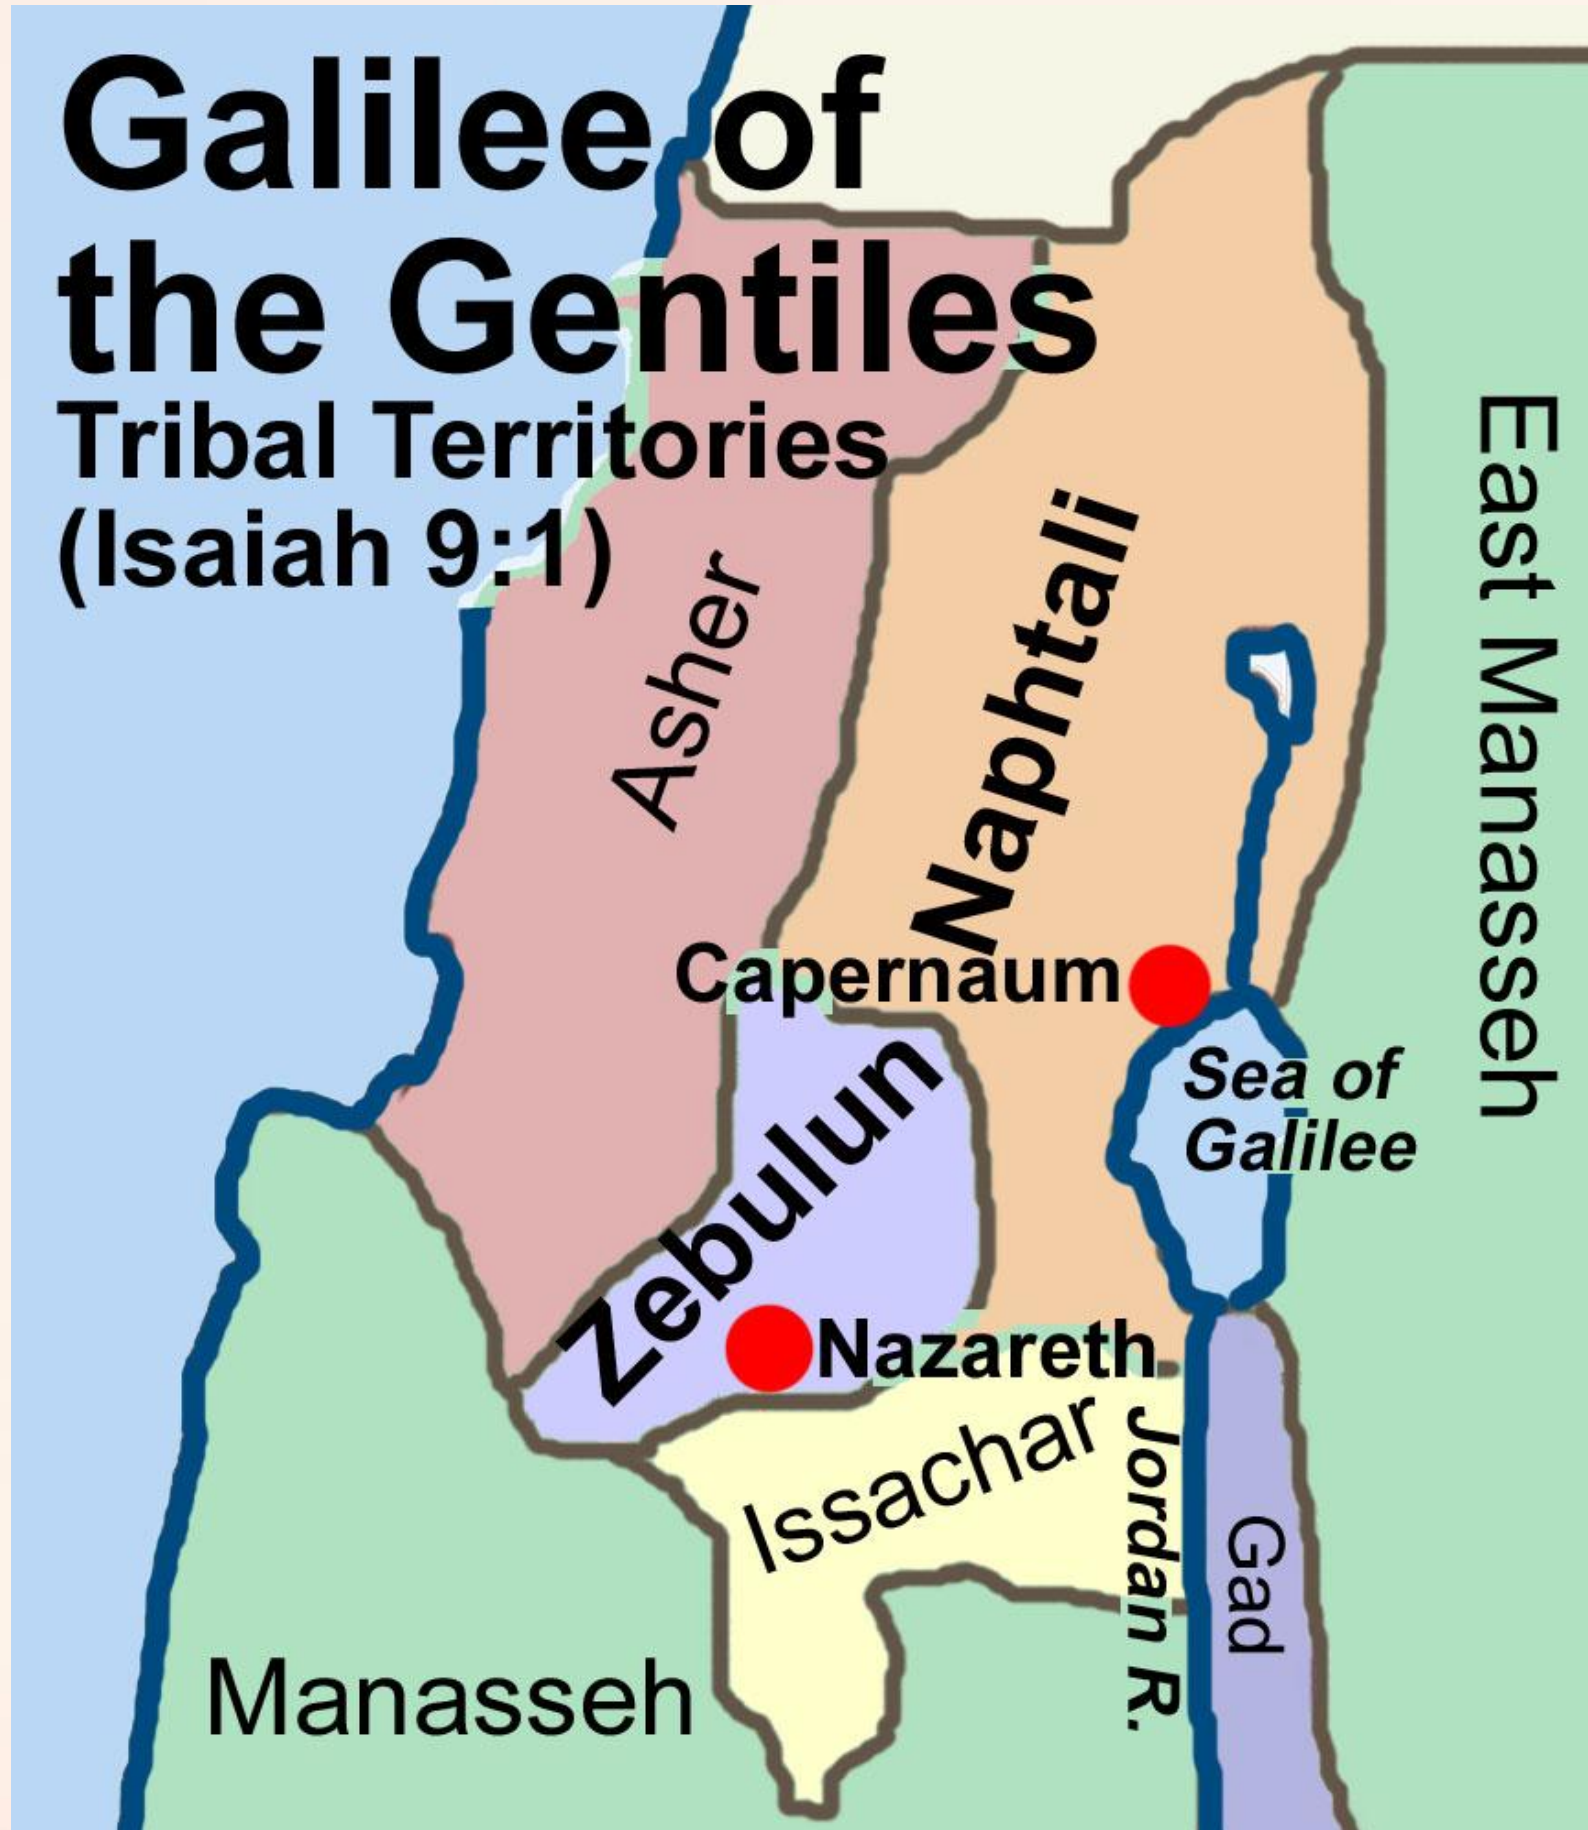 Galilee of
the Gentiles
Tribal Territories
(Isaiah 9:1)
Asher
Naphtali
East Manasseh
Capernaum
Sea of
Galilee
Zebulun
Nazareth
Issachar
Jordan R.
Gad
Manasseh